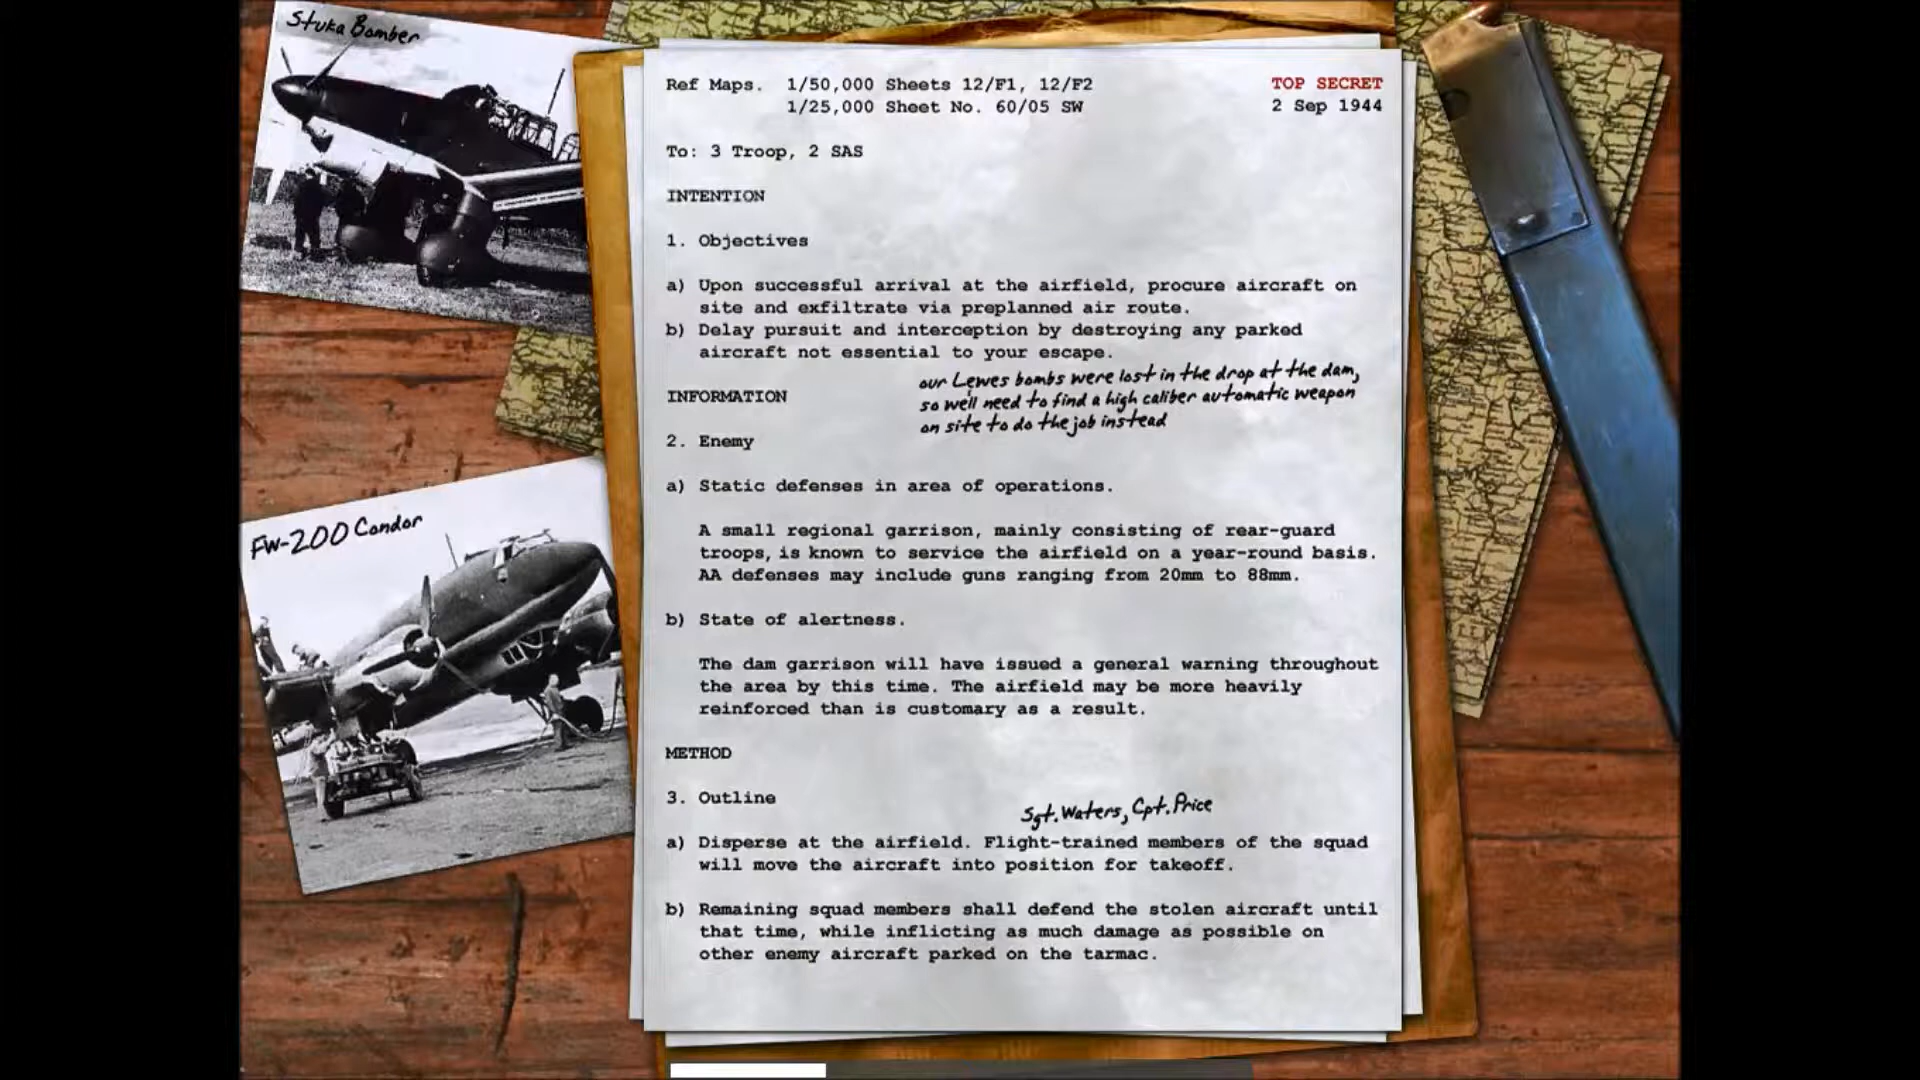 Stuka Bomber
Ref Maps. 1/50,000 Sheets 12/F1, 12/F2
1/25,000 Sheet No. 60/05 SW
TOP SECRET
2 Sep 1944
To: 3 Troop, 2 SAS
INTENTION
1. Objectives
a) Upon successful arrival at the airfield, procure aircraft on
site and exfiltrate via preplanned air route.
b) Delay pursuit and interception by destroying any parked
aircraft not essential to your escape.
our Lewes bombs were lost in the drop at the dam,
so we'll need to find a high caliber automatic weapon
on site to do the job instead
INFORMATION
2. Enemy
a) Static defenses in area of operations.
A small regional garrison, mainly consisting of rear-guard
troops, is known to service the airfield on a year-round basis.
AA defenses may include guns ranging from 20mm to 88mm.
b) State of alertness.
The dam garrison will have issued a general warning throughout
the area by this time. The airfield may be more heavily
reinforced than is customary as a result.
METHOD
3. Outline
Sgt. Waters, Cpt. Price
a) Disperse at the airfield. Flight-trained members of the squad
will move the aircraft into position for takeoff.
b) Remaining squad members shall defend the stolen aircraft until
that time, while inflicting as much damage as possible on
other enemy aircraft parked on the tarmac.
FW-200 Condor